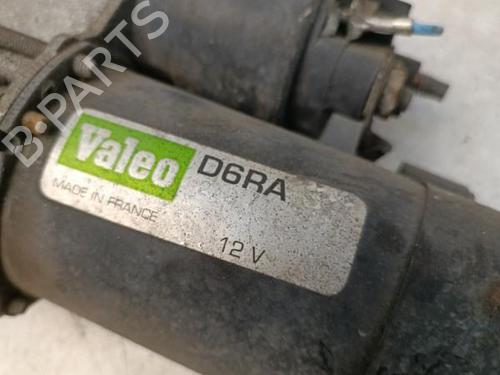 B-PARTS
Valeo
D6RA
MADE IN FRANCE
12 V